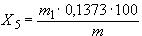 X₅ = m₁· 0,1373 · 100 / m